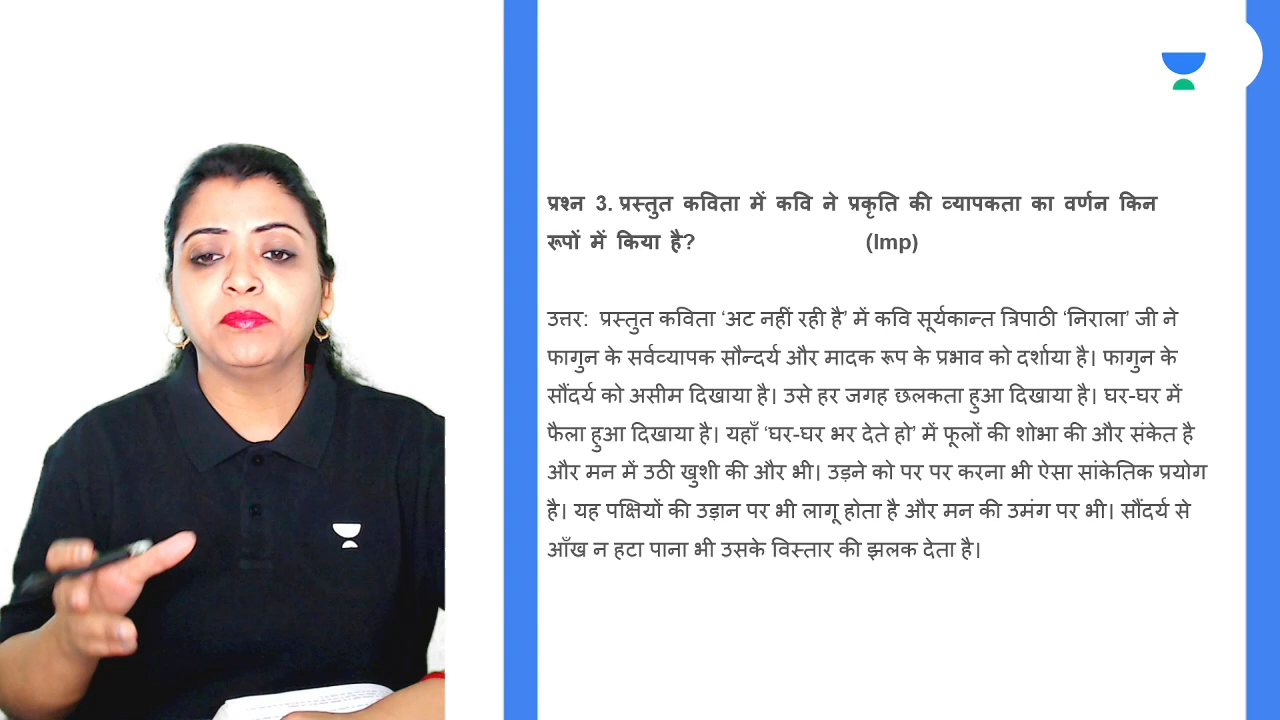 प्रश्न 3. प्रस्तुत कविता में कवि ने प्रकृति की व्यापकता का वर्णन किन
रूपों में किया है? (Imp)
उत्तर: प्रस्तुत कविता 'अट नहीं रही है' में कवि सूर्यकान्त त्रिपाठी 'निराला' जी ने
फागुन के सर्वव्यापक सौन्दर्य और मादक रूप के प्रभाव को दर्शाया है। फागुन के
सौंदर्य को असीम दिखाया है। उसे हर जगह छलकता हुआ दिखाया है। घर-घर में
फैला हुआ दिखाया है। यहाँ 'घर-घर भर देते हो' में फूलों की शोभा की और संकेत है
और मन में उठी खुशी की और भी। उड़ने को पर पर करना भी ऐसा सांकेतिक प्रयोग
है। यह पक्षियों की उड़ान पर भी लागू होता है और मन की उमंग पर भी। सौंदर्य से
आँख न हटा पाना भी उसके विस्तार की झलक देता है।